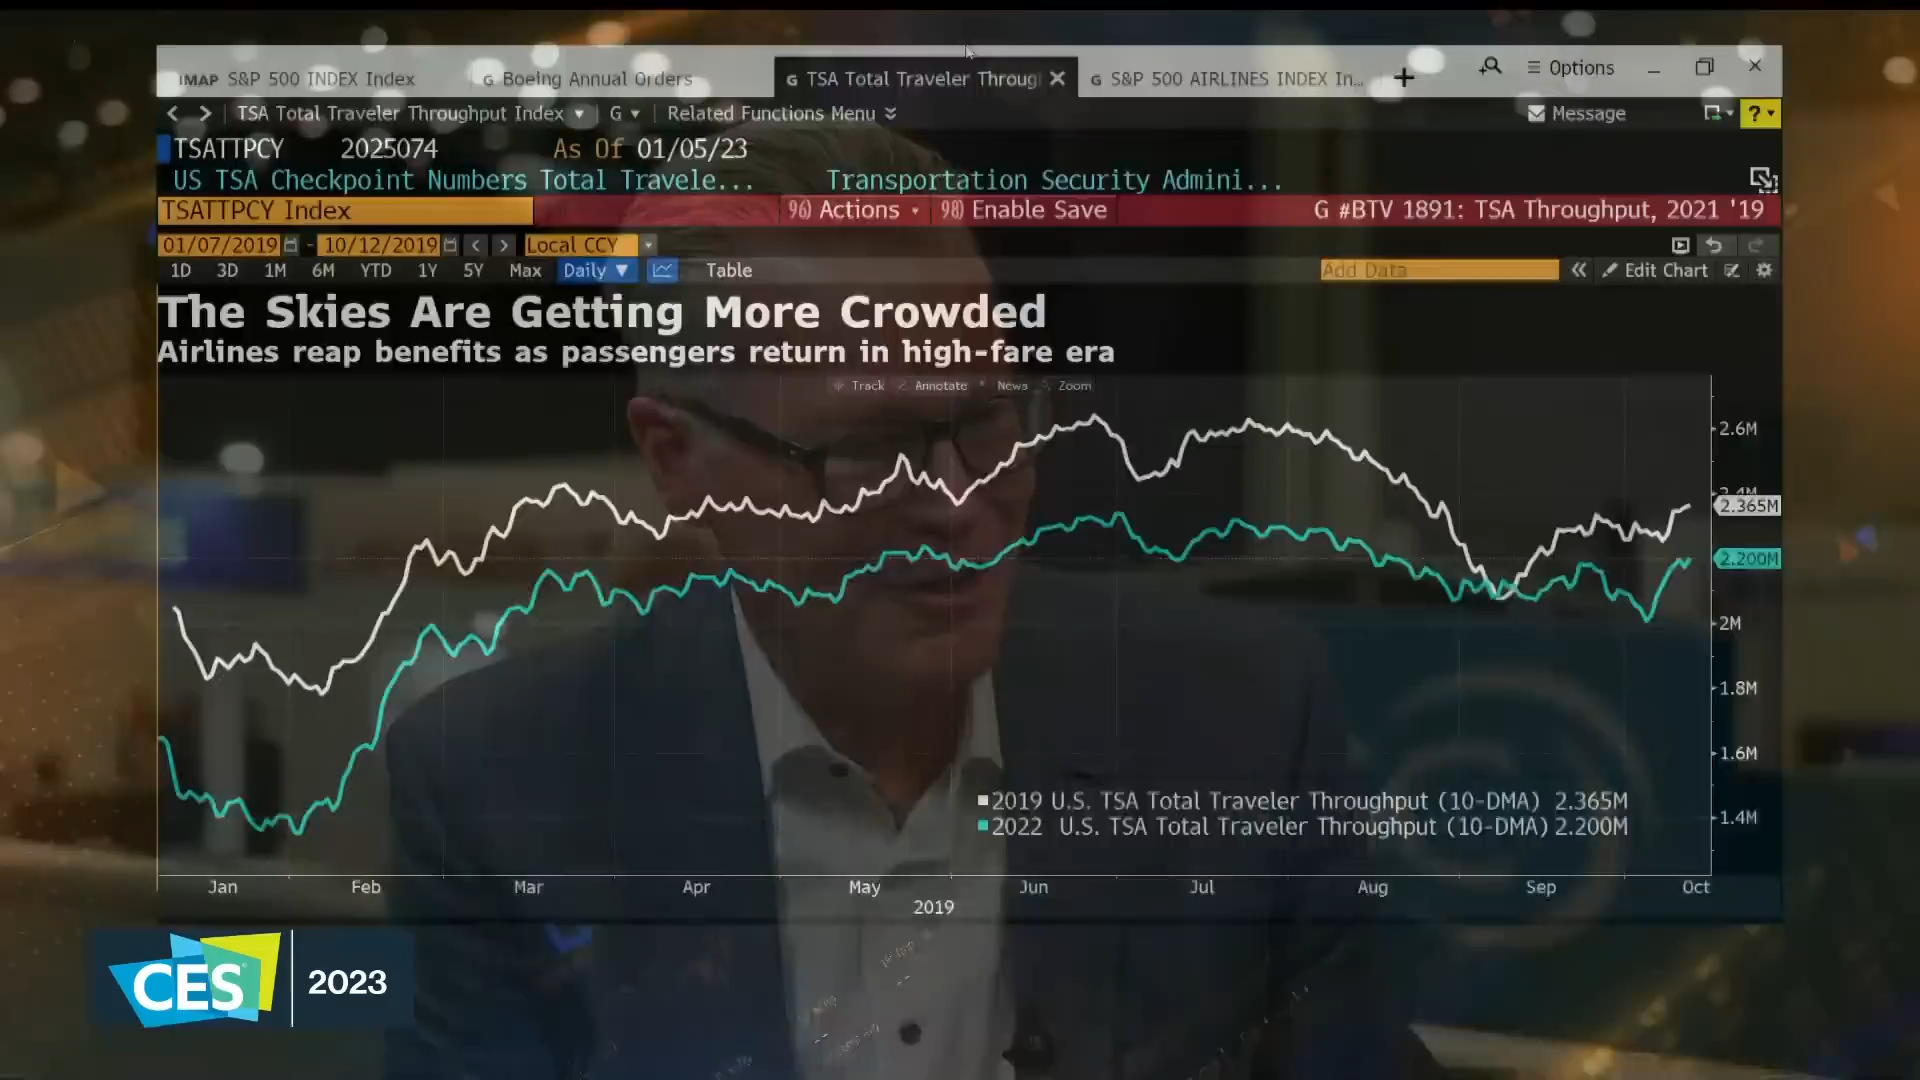 IMAP S&P 500 INDEX Index
G Boeing Annual Orders
G TSA Total Traveler Throug
G S&P 500 AIRLINES INDEX In...
Options
TSA Total Traveler Throughput Index
G
Related Functions Menu
Message
?
TSATTPCY 2025074 As Of 01/05/23
US TSA Checkpoint Numbers Total Travele... Transportation Security Admini...
TSATTPCY Index
96) Actions
98) Enable Save
G #BTV 1891: TSA Throughput, 2021 '19
01/07/2019 - 10/12/2019
Local CCY
1D 3D 1M 6M YTD 1Y 5Y Max Daily ▼ Table
Add Data
Edit Chart
The Skies Are Getting More Crowded
Airlines reap benefits as passengers return in high-fare era
Track Annotate News Zoom
2.6M
2.4M
2.365M
2.200M
2M
1.8M
1.6M
1.4M
2019 U.S. TSA Total Traveler Throughput (10-DMA) 2.365M
2022 U.S. TSA Total Traveler Throughput (10-DMA) 2.200M
Jan Feb Mar Apr May Jun Jul Aug Sep Oct
2019
CES
2023